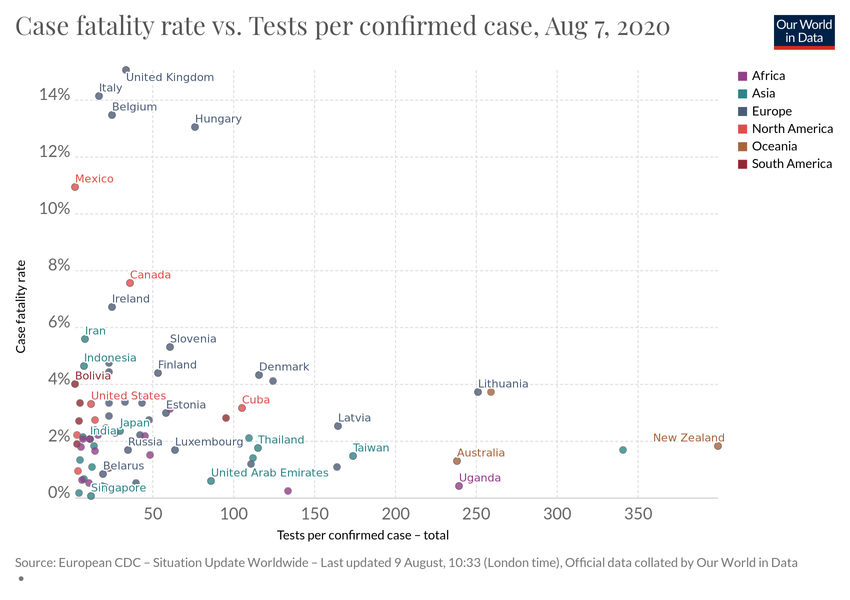 Case fatality rate vs. Tests per confirmed case, Aug 7, 2020
Our World
in Data
Africa
Asia
Europe
North America
Oceania
South America
Case fatality rate
14%
12%
10%
8%
6%
4%
2%
0%
United Kingdom
Italy
Belgium
Hungary
Mexico
Canada
Ireland
Iran
Slovenia
Indonesia
Finland
Denmark
Bolivia
Lithuania
United States
Estonia
Cuba
Japan
Latvia
India
Russia
Luxembourg
Thailand
New Zealand
Taiwan
Australia
Belarus
United Arab Emirates
Uganda
Singapore
50
100
150
200
250
300
350
Tests per confirmed case – total
Source: European CDC – Situation Update Worldwide – Last updated 9 August, 10:33 (London time), Official data collated by Our World in Data
•